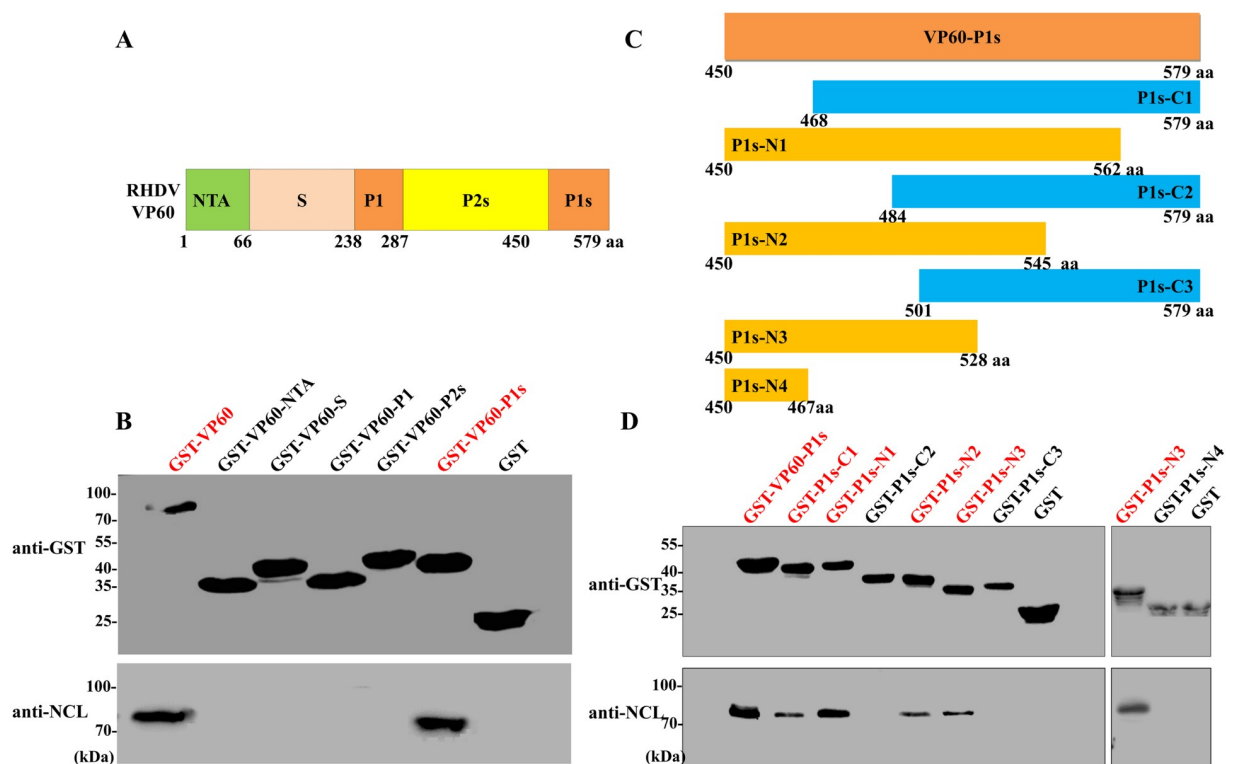 A
RHDV
VP60
NTA
S
P1
P2s
P1s
1
66
238
287
450
579 aa
B
GST-VP60
GST-VP60-NTA
GST-VP60-S
GST-VP60-P1
GST-VP60-P2s
GST-VP60-P1s
GST
anti-GST
100-
70-
55-
40-
35-
25-
anti-NCL
100-
70-
(kDa)
C
VP60-P1s
450
579 aa
P1s-C1
468
579 aa
P1s-N1
450
562 aa
P1s-C2
484
579 aa
P1s-N2
450
545 aa
P1s-C3
501
579 aa
P1s-N3
450
528 aa
P1s-N4
450
467aa
D
GST-VP60-P1s
GST-P1s-C1
GST-P1s-N1
GST-P1s-C2
GST-P1s-N2
GST-P1s-N3
GST-P1s-C3
GST
GST-P1s-N3
GST-P1s-N4
GST
anti-GST
55-
40-
35-
25-
anti-NCL
100-
70-
(kDa)